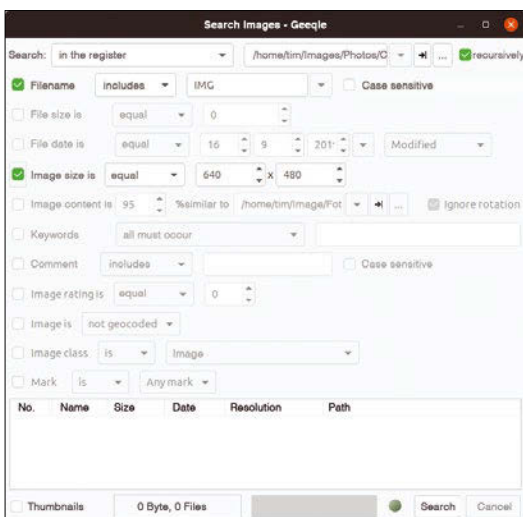 Search Images - Geeqle
Search: in the register /home/tim/Images/Photos/C ... recursively
Filename includes IMG Case sensitive
File size is equal 0
File date is equal 16 9 201 Modified
Image size is equal 640 x 480
Image content is 95 %similar to /home/tim/Image/Fot ... Ignore rotation
Keywords all must occur
Comment includes Case sensitive
Image rating is equal 0
Image is not geocoded
Image class is Image
Mark is Any mark
No. Name Size Date Resolution Path
Thumbnails 0 Byte, 0 Files Search Cancel